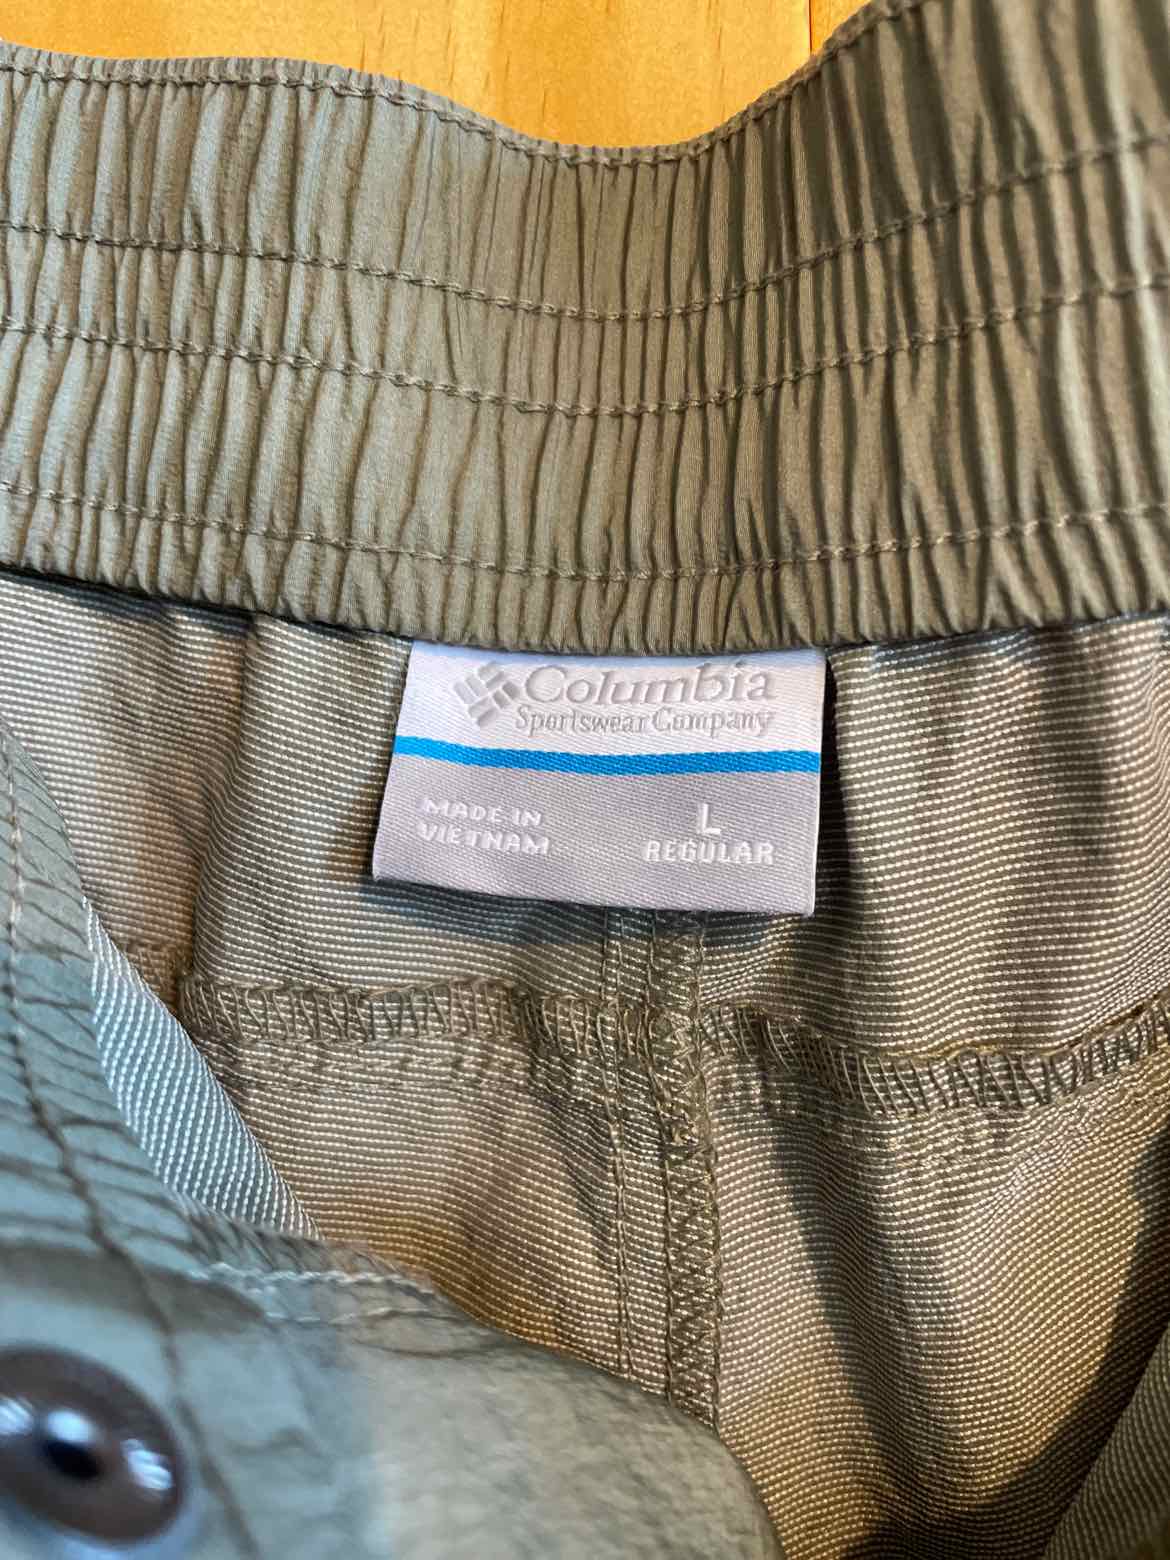 Columbia
Sportswear Company
MADE IN
VIETNAM
L
REGULAR